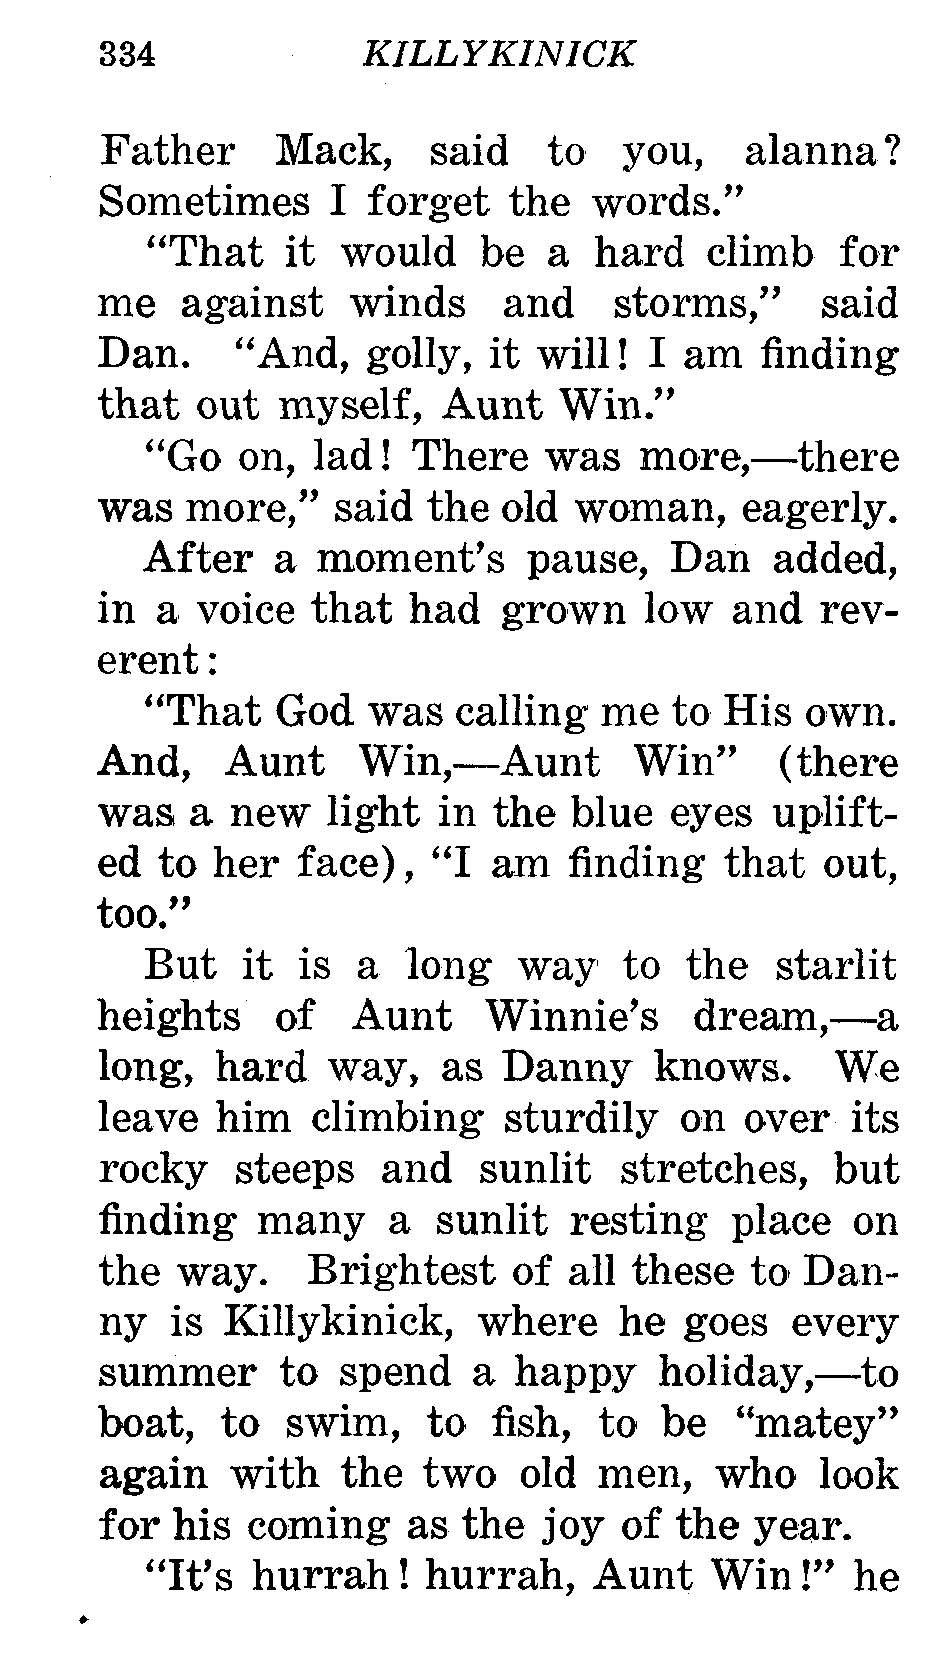 334 KILLYKINICK
Father Mack, said to you, alanna?
Sometimes I forget the words."
"That it would be a hard climb for
me against winds and storms," said
Dan. "And, golly, it will! I am finding
that out myself, Aunt Win."
"Go on, lad! There was more,—there
was more," said the old woman, eagerly.
After a moment's pause, Dan added,
in a voice that had grown low and rev-
erent:
"That God was calling me to His own.
And, Aunt Win,—Aunt Win" (there
was a new light in the blue eyes uplift-
ed to her face), "I am finding that out,
too."
But it is a long way to the starlit
heights of Aunt Winnie's dream,—a
long, hard way, as Danny knows. We
leave him climbing sturdily on over its
rocky steeps and sunlit stretches, but
finding many a sunlit resting place on
the way. Brightest of all these to Dan-
ny is Killykinick, where he goes every
summer to spend a happy holiday,—to
boat, to swim, to fish, to be "matey"
again with the two old men, who look
for his coming as the joy of the year.
"It's hurrah! hurrah, Aunt Win!" he